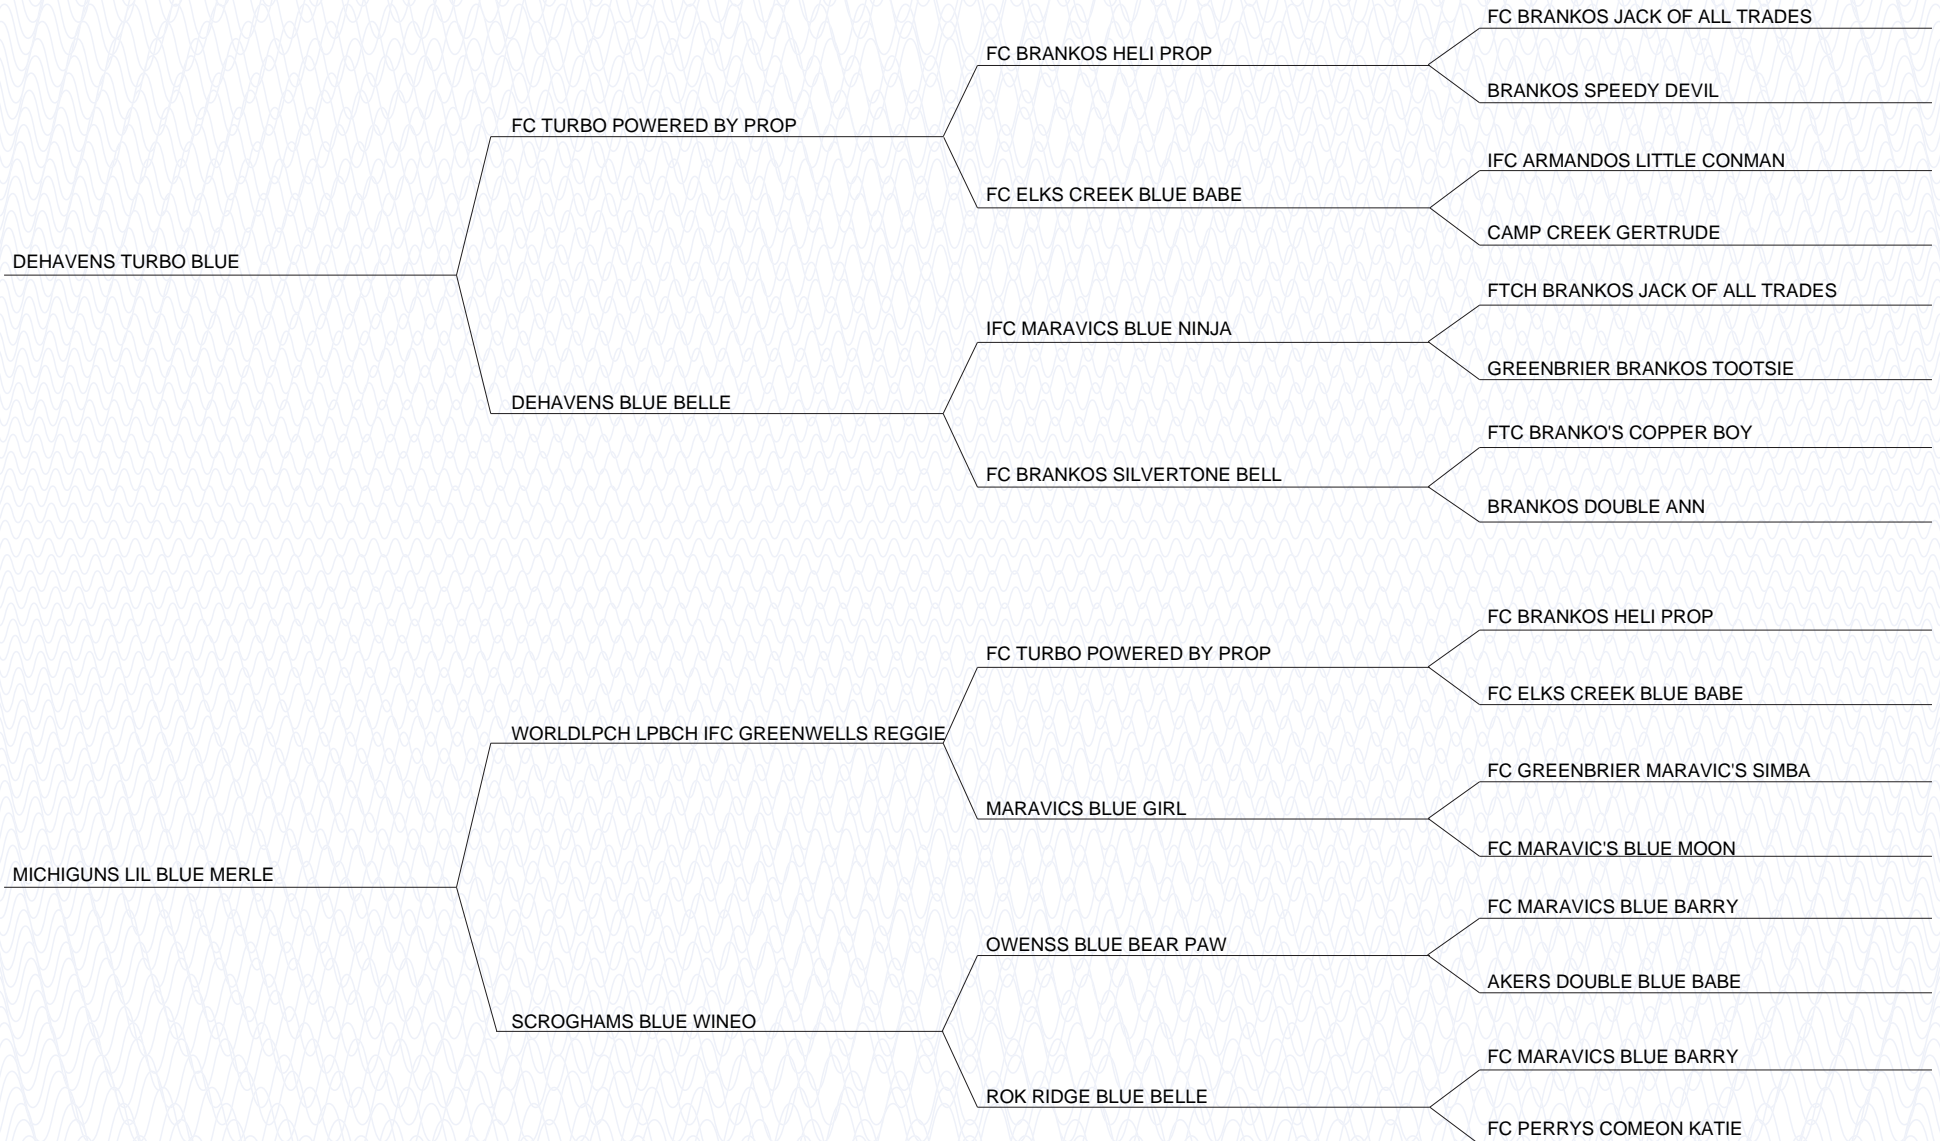 FC BRANKOS JACK OF ALL TRADES
FC BRANKOS HELI PROP
BRANKOS SPEEDY DEVIL
FC TURBO POWERED BY PROP
IFC ARMANDOS LITTLE CONMAN
FC ELKS CREEK BLUE BABE
CAMP CREEK GERTRUDE
DEHAVENS TURBO BLUE
FTCH BRANKOS JACK OF ALL TRADES
IFC MARAVICS BLUE NINJA
GREENBRIER BRANKOS TOOTSIE
DEHAVENS BLUE BELLE
FTC BRANKO'S COPPER BOY
FC BRANKOS SILVERTONE BELL
BRANKOS DOUBLE ANN
FC BRANKOS HELI PROP
FC TURBO POWERED BY PROP
FC ELKS CREEK BLUE BABE
WORLDLPCH LPBCH IFC GREENWELLS REGGIE
FC GREENBRIER MARAVIC'S SIMBA
MARAVICS BLUE GIRL
FC MARAVIC'S BLUE MOON
MICHIGUNS LIL BLUE MERLE
FC MARAVICS BLUE BARRY
OWENSS BLUE BEAR PAW
AKERS DOUBLE BLUE BABE
SCROGHAMS BLUE WINEO
FC MARAVICS BLUE BARRY
ROK RIDGE BLUE BELLE
FC PERRYS COMEON KATIE